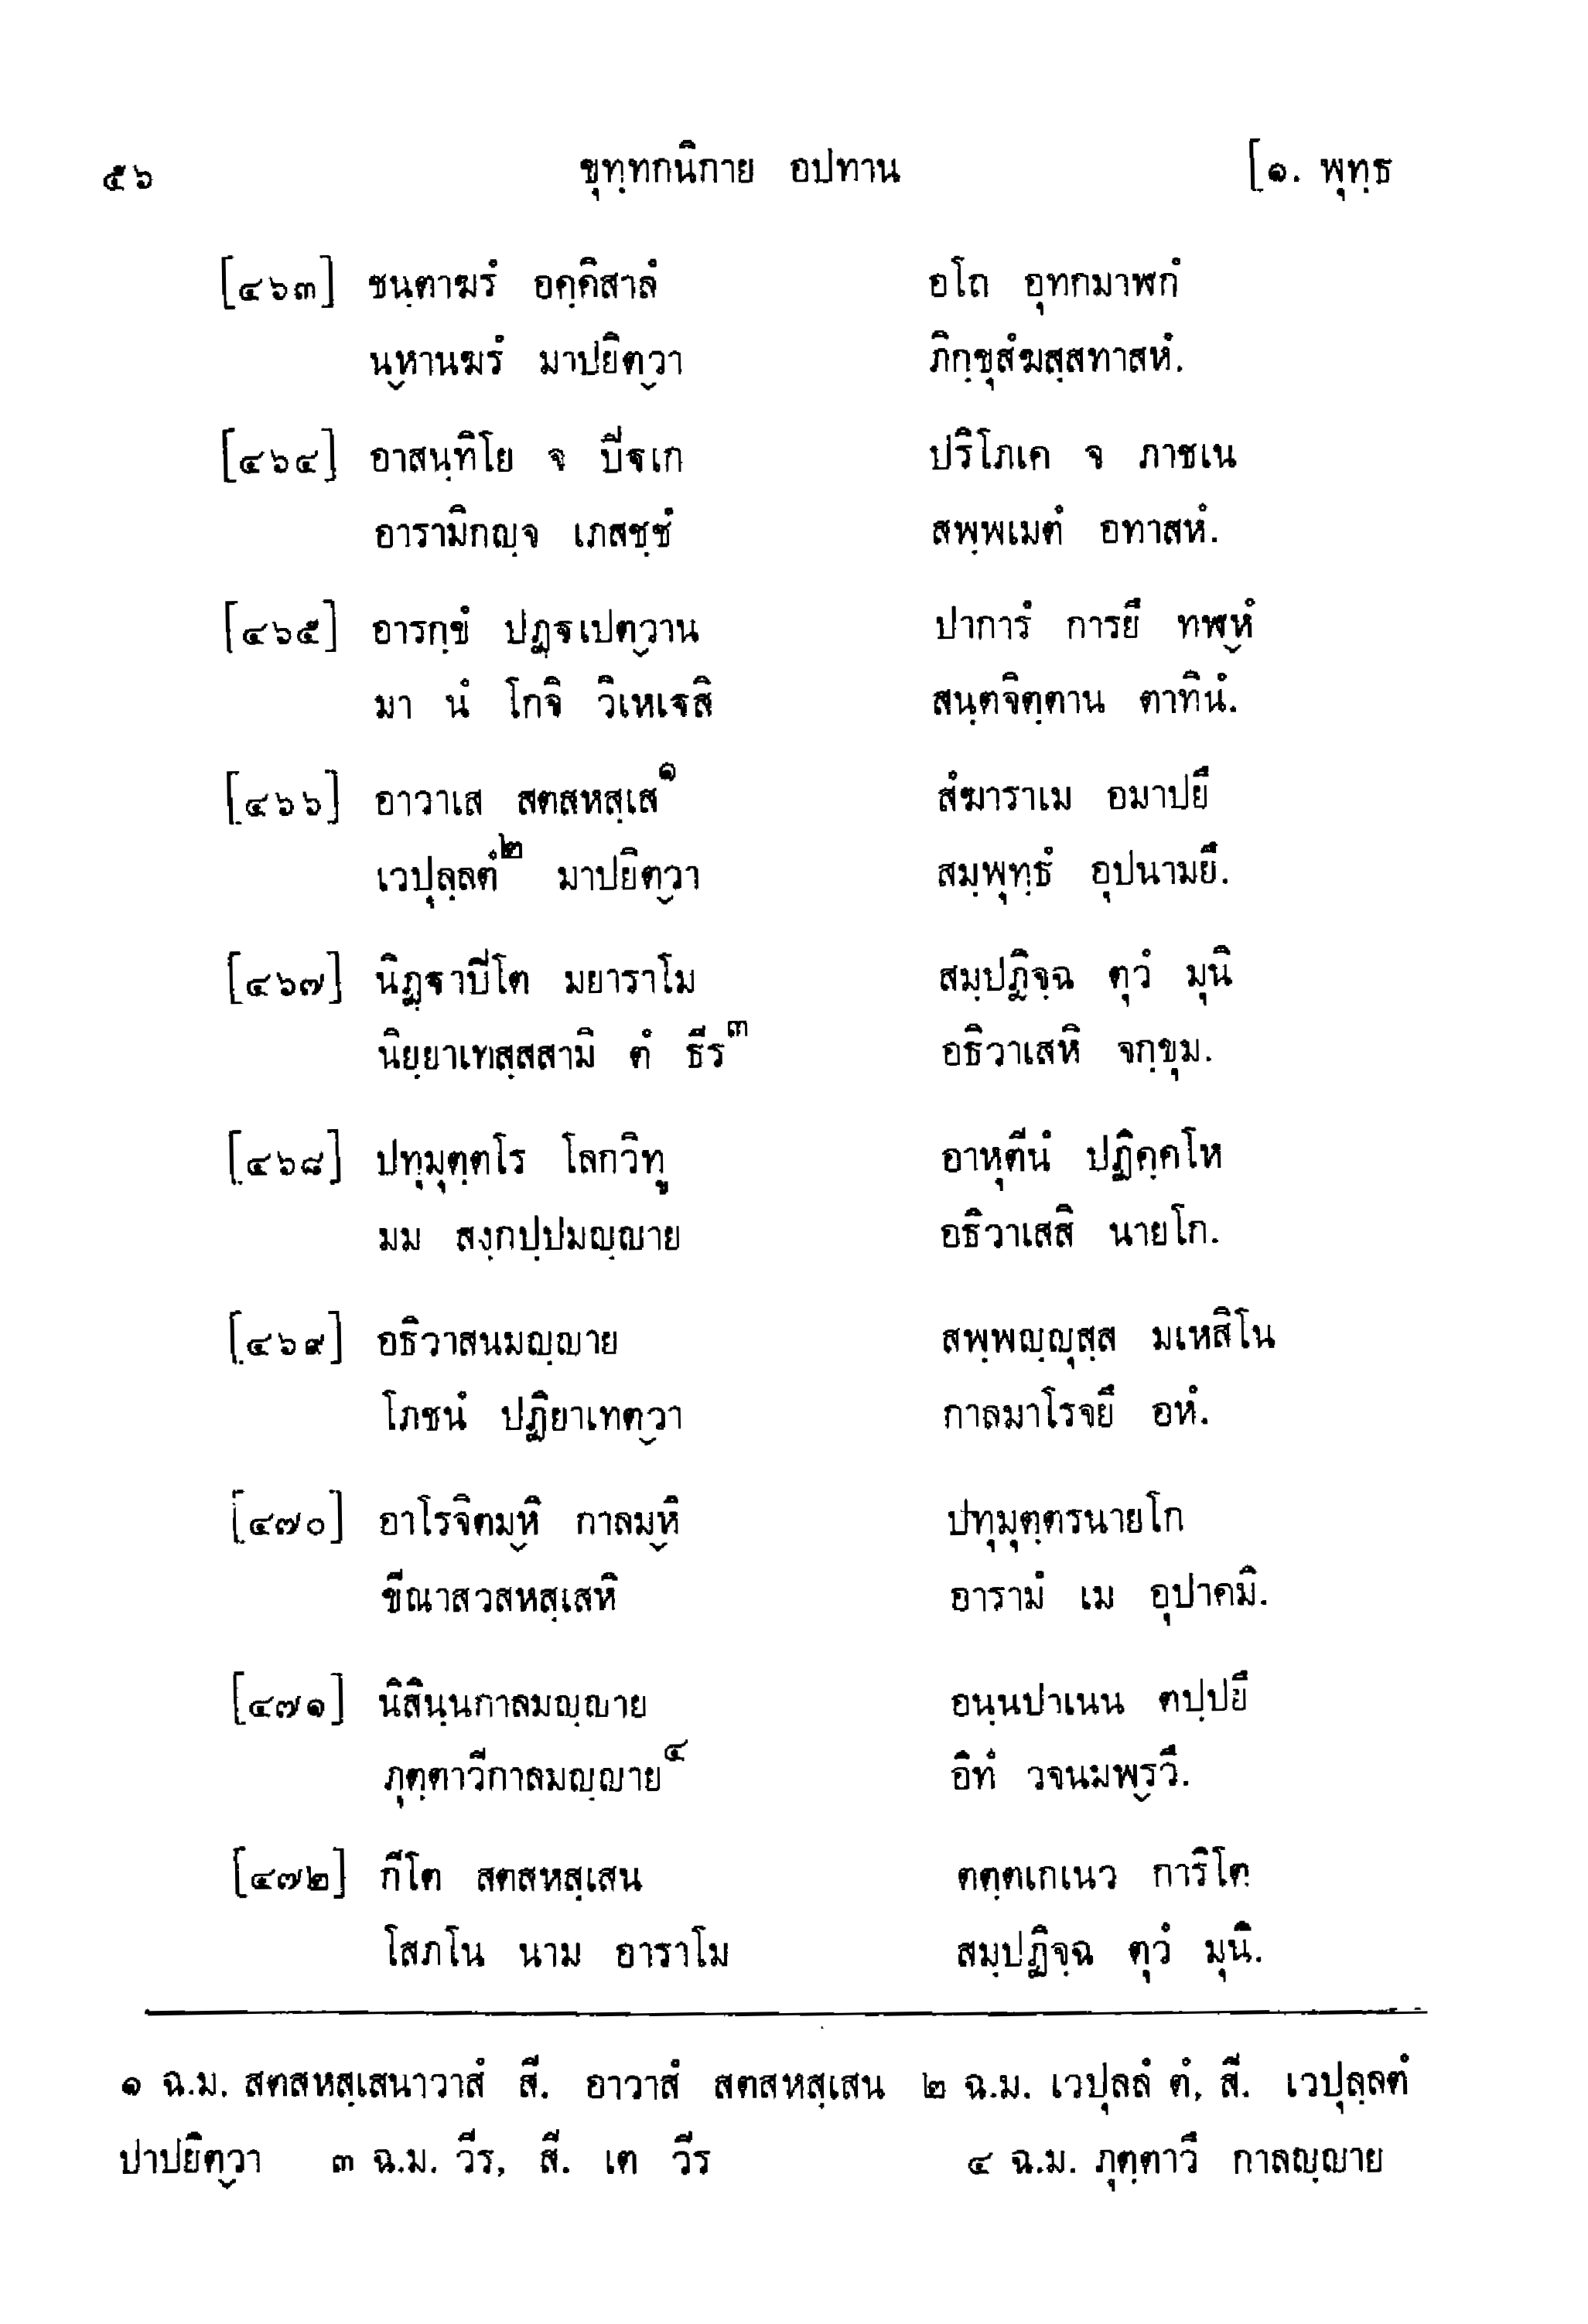 ๕๖ ขุทฺทกนิกาย อปทาน [๑. พุทฺธ
[๔๖๓] ชนฺตาฆรํ อคฺคิสาลํ อโถ อุทกมาฬกํ
นฺหานฆรํ มาปยิตฺวา ภิกฺขุสํฆสฺสทาสหํ.
[๔๖๔] อาสนฺทิโย จ ปีฐเก ปริโภเค จ ภาชเน
อารามิกญฺจ เภสชฺชํ สพฺพเมตํ อทาสหํ.
[๔๖๕] อารกฺขํ ปฏฺฐเปตฺวาน ปาการํ การยึ ทฬฺหํ
มา นํ โกจิ วิเหเฐสิ สนฺตจิตฺตาน ตาทินํ.
[๔๖๖] อาวาเส สตสหสฺเส๑ สํฆาราเม อมาปยึ
เวปุลฺลตํ๒ มาปยิตฺวา สมฺพุทฺธํ อุปนามยึ.
[๔๖๗] นิฏฺฐาปีโต มยาราโม สมฺปฏิจฺฉ ตุวํ มุนิ
นิยฺยาเทสฺสสามิ ตํ ธีร๓ อธิวาเสหิ จกฺขุม.
[๔๖๘] ปทุมุตฺตโร โลกวิทู อาหุตีนํ ปฏิคฺคโห
มม สงฺกปฺปมญฺญาย อธิวาเสสิ นายโก.
[๔๖๙] อธิวาสนมญฺญาย สพฺพญฺญุสฺส มเหสิโน
โภชนํ ปฏิยาเทตฺวา กาลมาโรจยึ อหํ.
[๔๗๐] อาโรจิตมฺหิ กาลมฺหิ ปทุมุตฺตรนายโก
ขีณาสวสหสฺเสหิ อารามํ เม อุปาคมิ.
[๔๗๑] นิสินฺนกาลมญฺญาย อนฺนปาเนน ตปฺปยึ
ภุตฺตาวีกาลมญฺญาย๔ อิทํ วจนมพฺรวึ.
[๔๗๒] กีโต สตสหสฺเสน ตตฺตเกเนว การิโต
โสภโน นาม อาราโม สมฺปฏิจฺฉ ตุวํ มุนิ.
๑ ฉ.ม. สตสหสฺเสนาวาสํ สี. อาวาสํ สตสหสฺเสน ๒ ฉ.ม. เวปุลลํ ตํ, สี. เวปุลฺลตํ
ปาปยิตฺวา ๓ ฉ.ม. วีร, สี. เต วีร ๔ ฉ.ม. ภุตฺตาวึ กาลญฺญาย